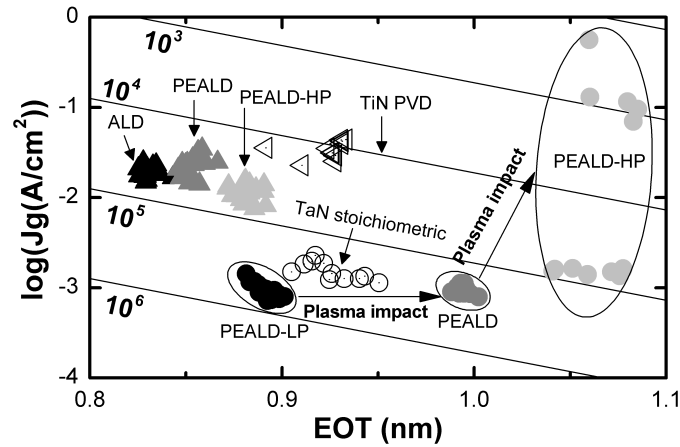 0
-1
-2
-3
-4
log(Jg(A/cm²))
10³
10⁴
10⁵
10⁶
ALD
PEALD
PEALD-HP
TiN PVD
PEALD-HP
Plasma impact
TaN stoichiometric
PEALD-LP
Plasma impact
PEALD
0.8
0.9
1.0
1.1
EOT (nm)